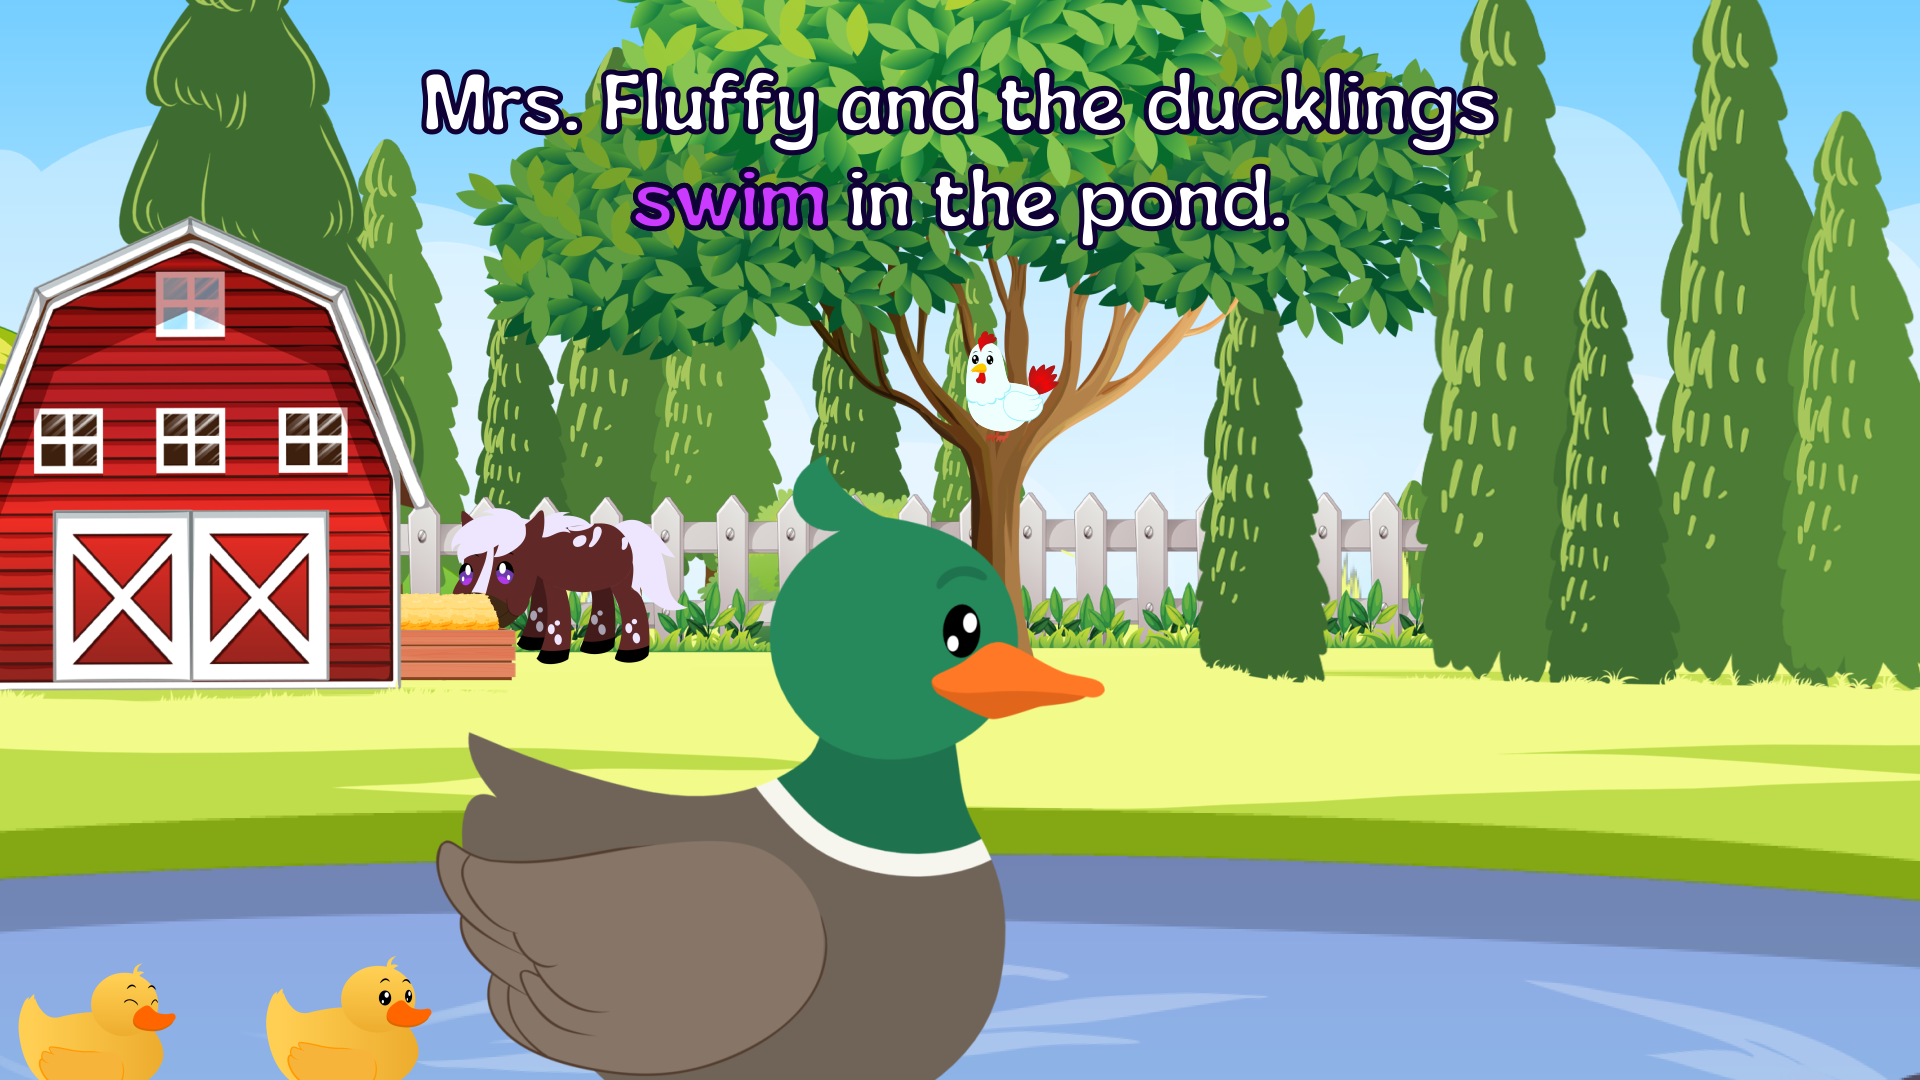 Mrs. Fluffy and the ducklings
swim in the pond.